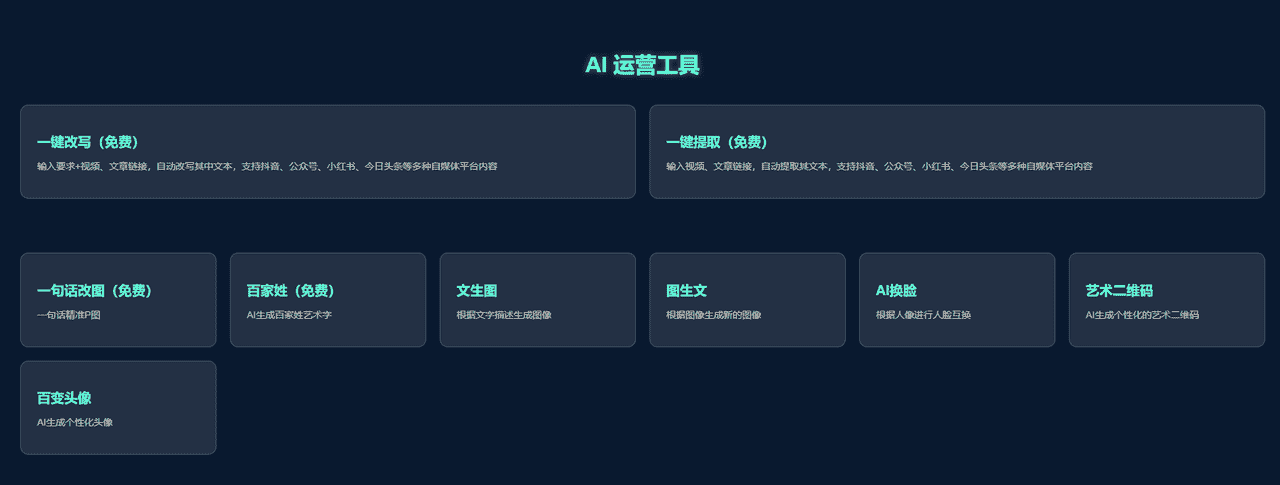 AI 运营工具
一键改写（免费）
输入要求+视频、文章链接，自动改写其中文本，支持抖音、公众号、小红书、今日头条等多种自媒体平台内容
一键提取（免费）
输入视频、文章链接，自动提取其文本，支持抖音、公众号、小红书、今日头条等多种自媒体平台内容
一句话改图（免费）
一句话精准P图
百家姓（免费）
AI生成百家姓艺术字
文生图
根据文字描述生成图像
图生文
根据图像生成新的图像
AI换脸
根据人像进行人脸互换
艺术二维码
AI生成个性化的艺术二维码
百变头像
AI生成个性化头像